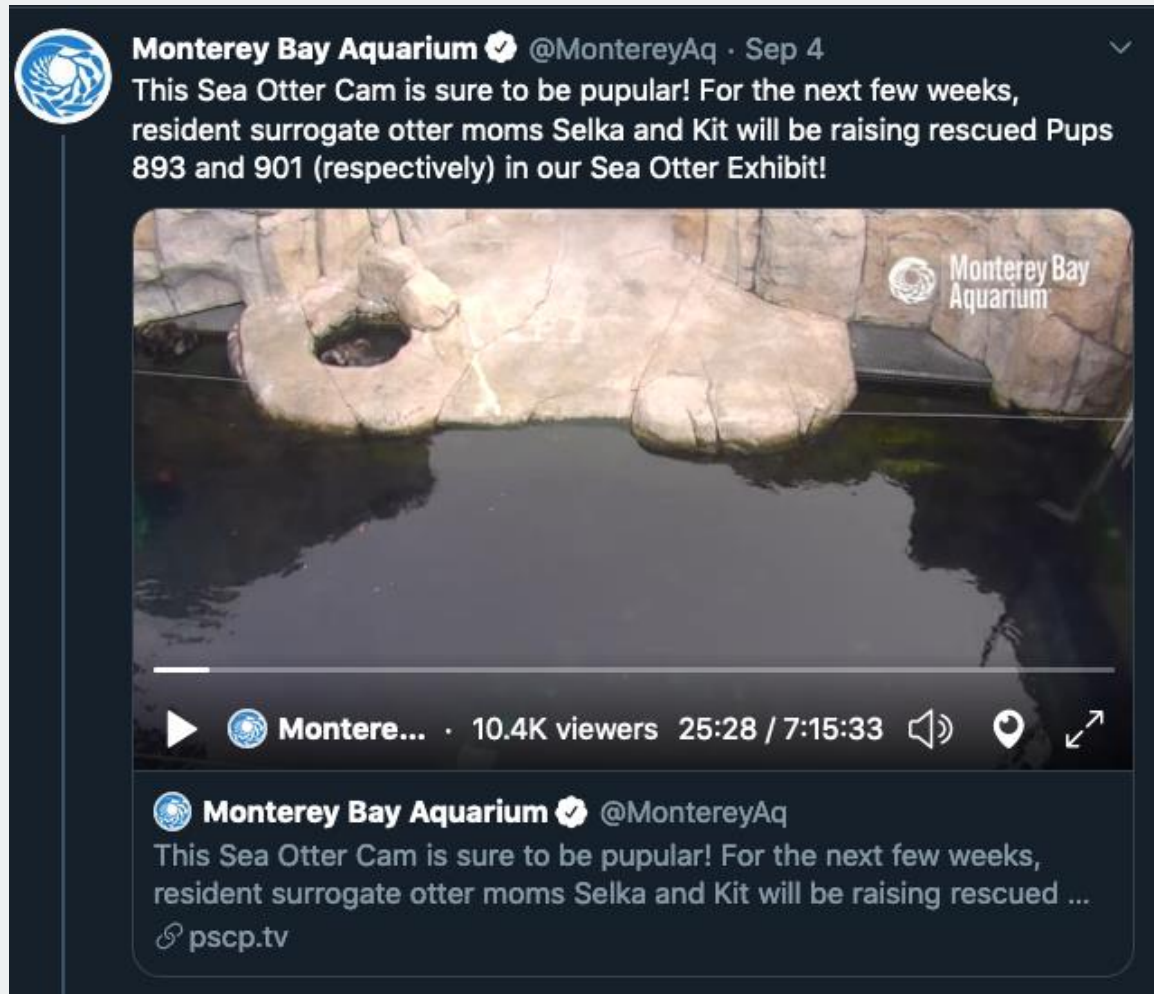 Monterey Bay Aquarium @MontereyAq · Sep 4
This Sea Otter Cam is sure to be pupular! For the next few weeks,
resident surrogate otter moms Selka and Kit will be raising rescued Pups
893 and 901 (respectively) in our Sea Otter Exhibit!
Monterey Bay
Aquarium
Montere... · 10.4K viewers 25:28 / 7:15:33
Monterey Bay Aquarium @MontereyAq
This Sea Otter Cam is sure to be pupular! For the next few weeks,
resident surrogate otter moms Selka and Kit will be raising rescued ...
pscp.tv